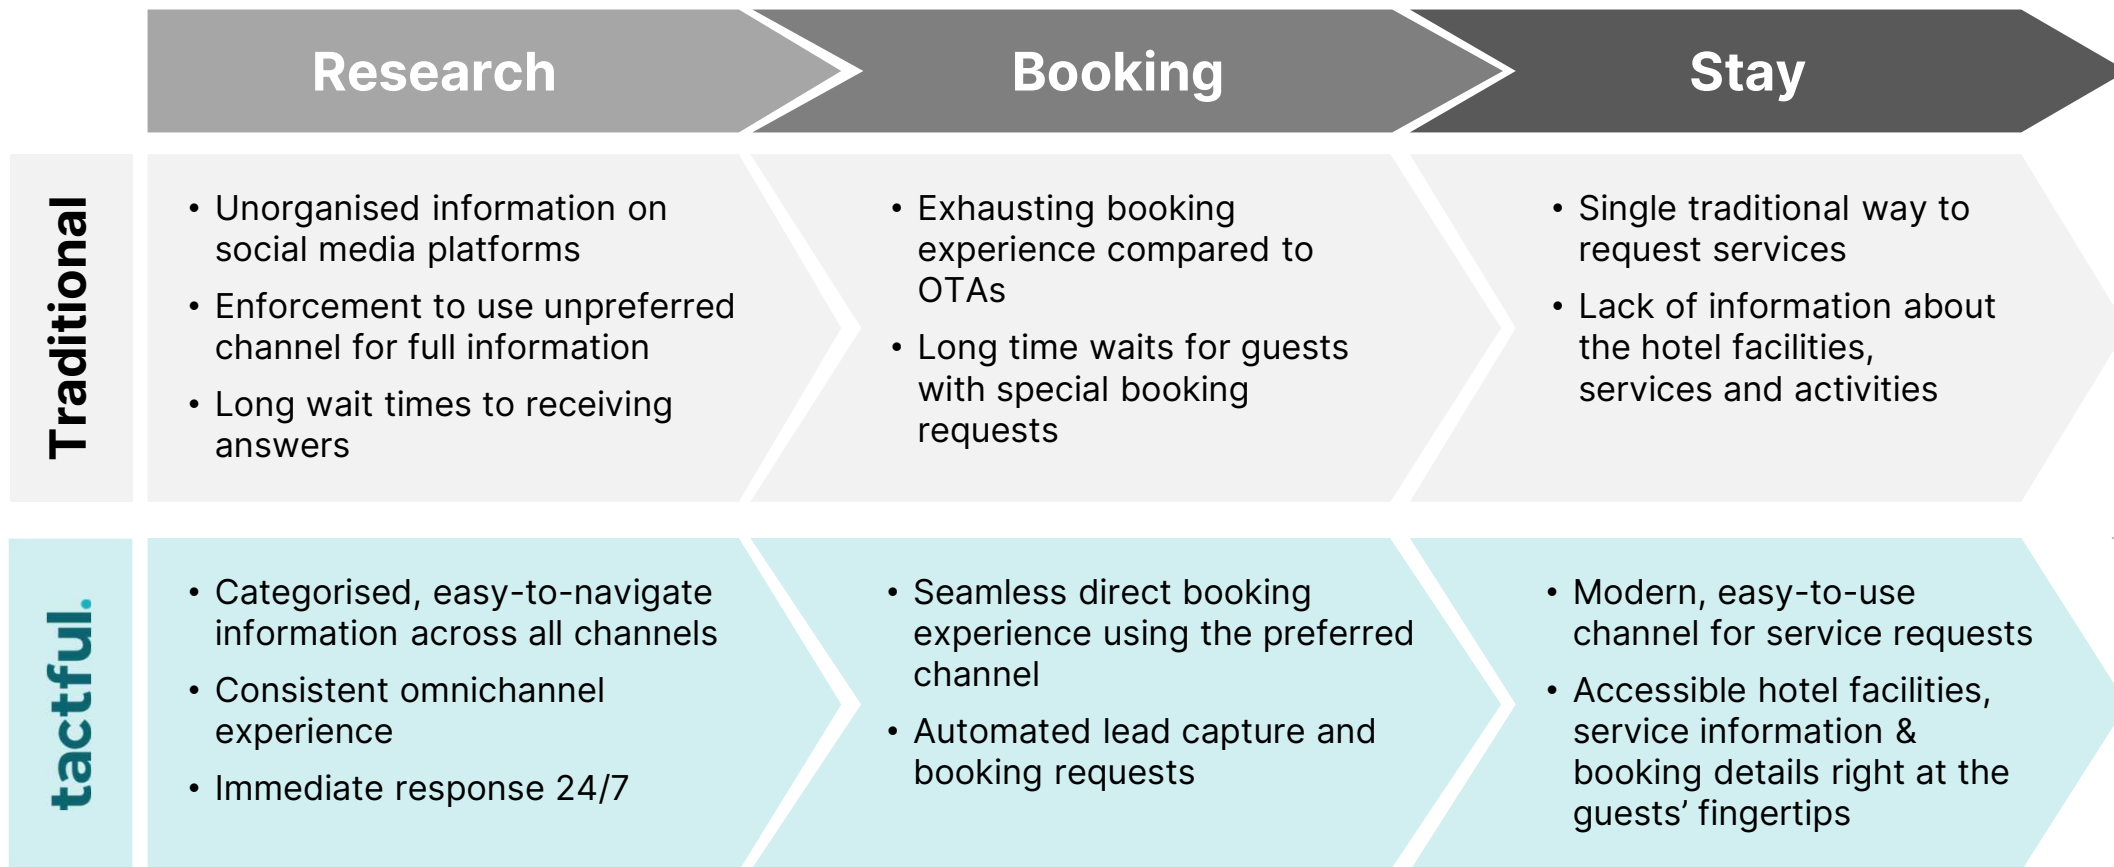 Research
Booking
Stay
Traditional
• Unorganised information on
social media platforms
• Enforcement to use unpreferred
channel for full information
• Long wait times to receiving
answers
• Exhausting booking
experience compared to
OTAs
• Long time waits for guests
with special booking
requests
• Single traditional way to
request services
• Lack of information about
the hotel facilities,
services and activities
tactful.
• Categorised, easy-to-navigate
information across all channels
• Consistent omnichannel
experience
• Immediate response 24/7
• Seamless direct booking
experience using the preferred
channel
• Automated lead capture and
booking requests
• Modern, easy-to-use
channel for service requests
• Accessible hotel facilities,
service information &
booking details right at the
guests’ fingertips